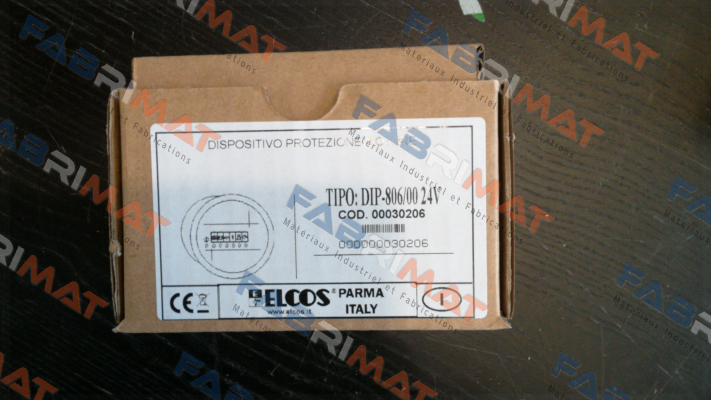 DISPOSITIVO PROTEZIONE
TIPO: DIP-806/00 24V
COD. 00030206
000000030206
CE
ELCOS® PARMA
ITALY
www.elcos.it
I
FABRIMAT
Materiaux Industriel et Fabrications